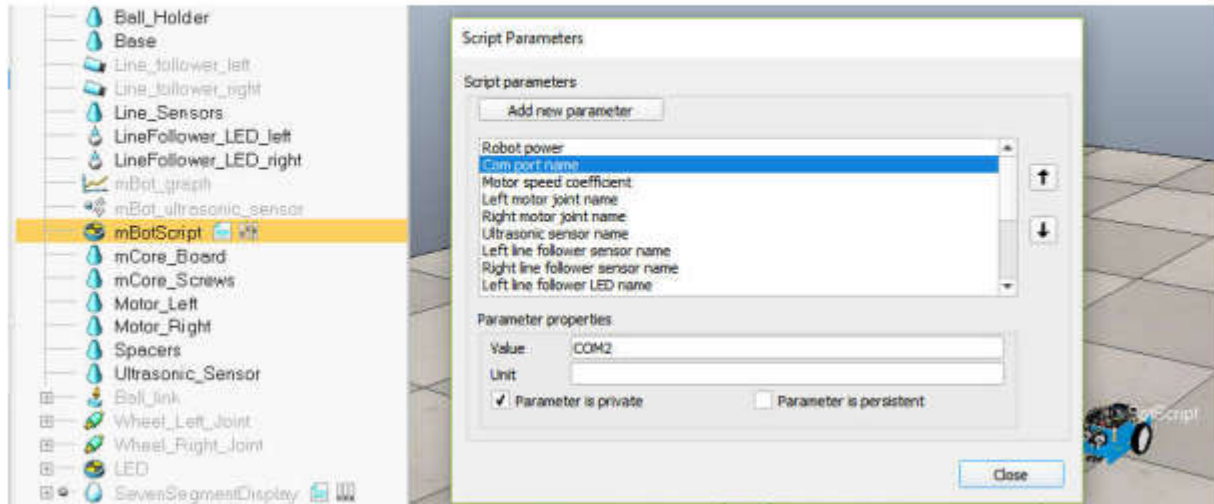 Ball_Holder
Base
Line_follower_left
Line_follower_right
Line_Sensors
LineFollower_LED_left
LineFollower_LED_right
mBot_graph
mBot_ultrasonic_sensor
mBotScript
mCore_Board
mCore_Screws
Motor_Left
Motor_Right
Spacers
Ultrasonic_Sensor
Ball_link
Wheel_Left_Joint
Wheel_Right_Joint
LED
SevenSegmentDisplay
Script Parameters
Script parameters
Add new parameter
Robot power
Com port name
Motor speed coefficient
Left motor joint name
Right motor joint name
Ultrasonic sensor name
Left line follower sensor name
Right line follower sensor name
Left line follower LED name
Parameter properties
Value COM2
Unit
Parameter is private Parameter is persistent
Close